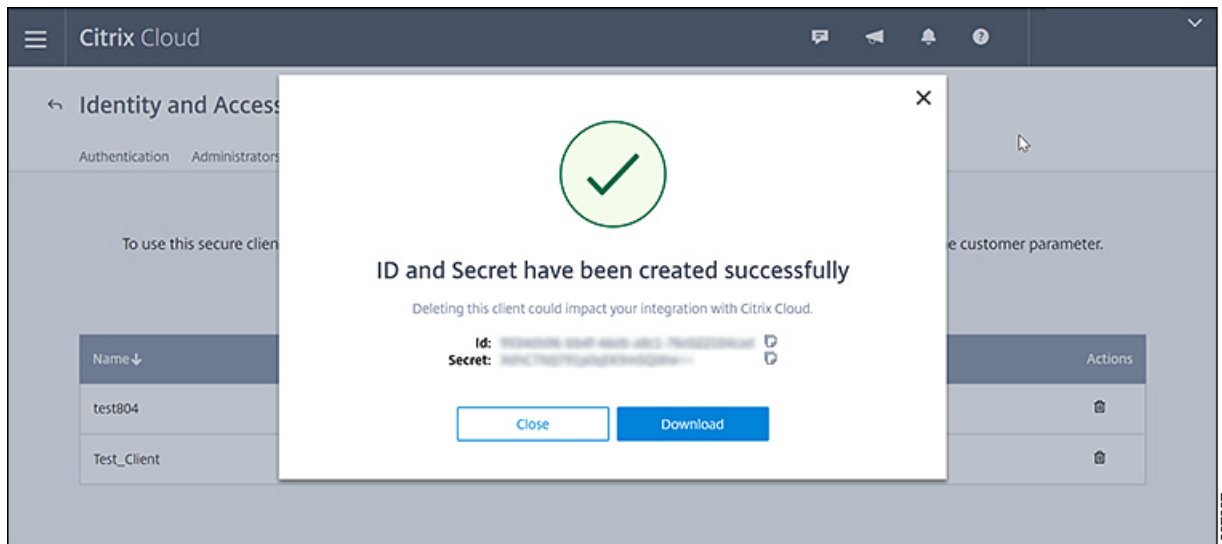 Citrix Cloud
Identity and Access
Authentication Administrators
To use this secure clien
e customer parameter.
ID and Secret have been created successfully
Deleting this client could impact your integration with Citrix Cloud.
Id:
Secret:
Close Download
Name Actions
test804
Test_Client